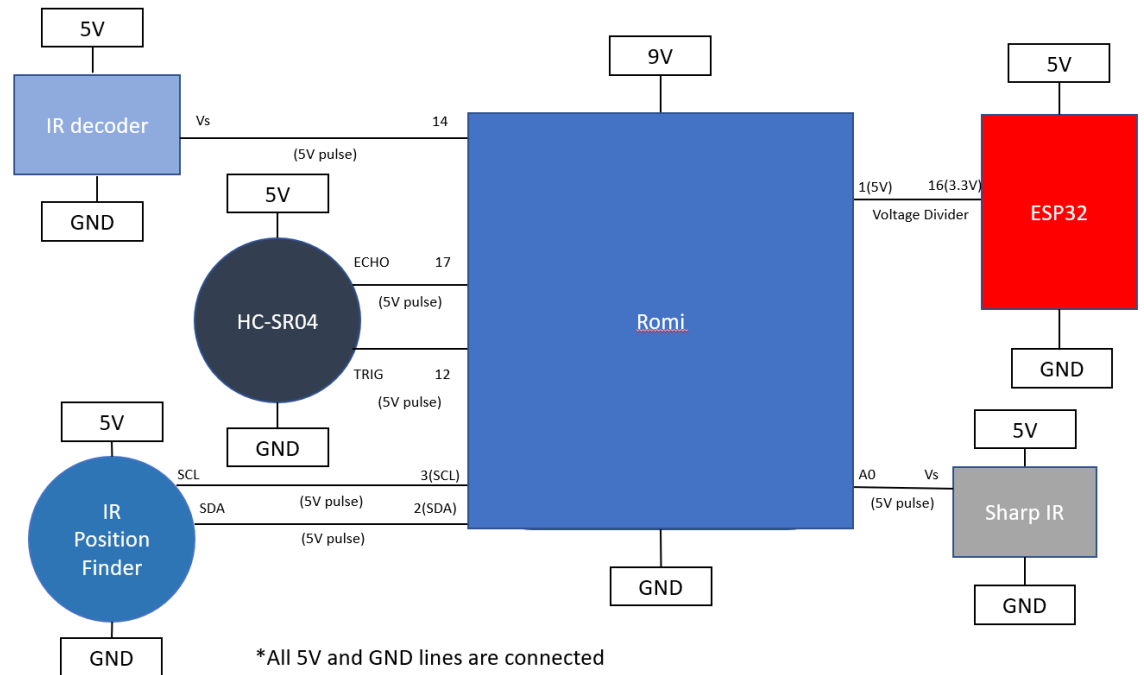 5V
IR decoder
GND
Vs
14
(5V pulse)
5V
HC-SR04
GND
ECHO
17
(5V pulse)
TRIG
12
(5V pulse)
5V
IR
Position
Finder
GND
SCL
3(SCL)
(5V pulse)
SDA
2(SDA)
(5V pulse)
9V
Romi
GND
1(5V)
16(3.3V)
Voltage Divider
5V
ESP32
GND
A0
Vs
(5V pulse)
5V
Sharp IR
GND
*All 5V and GND lines are connected